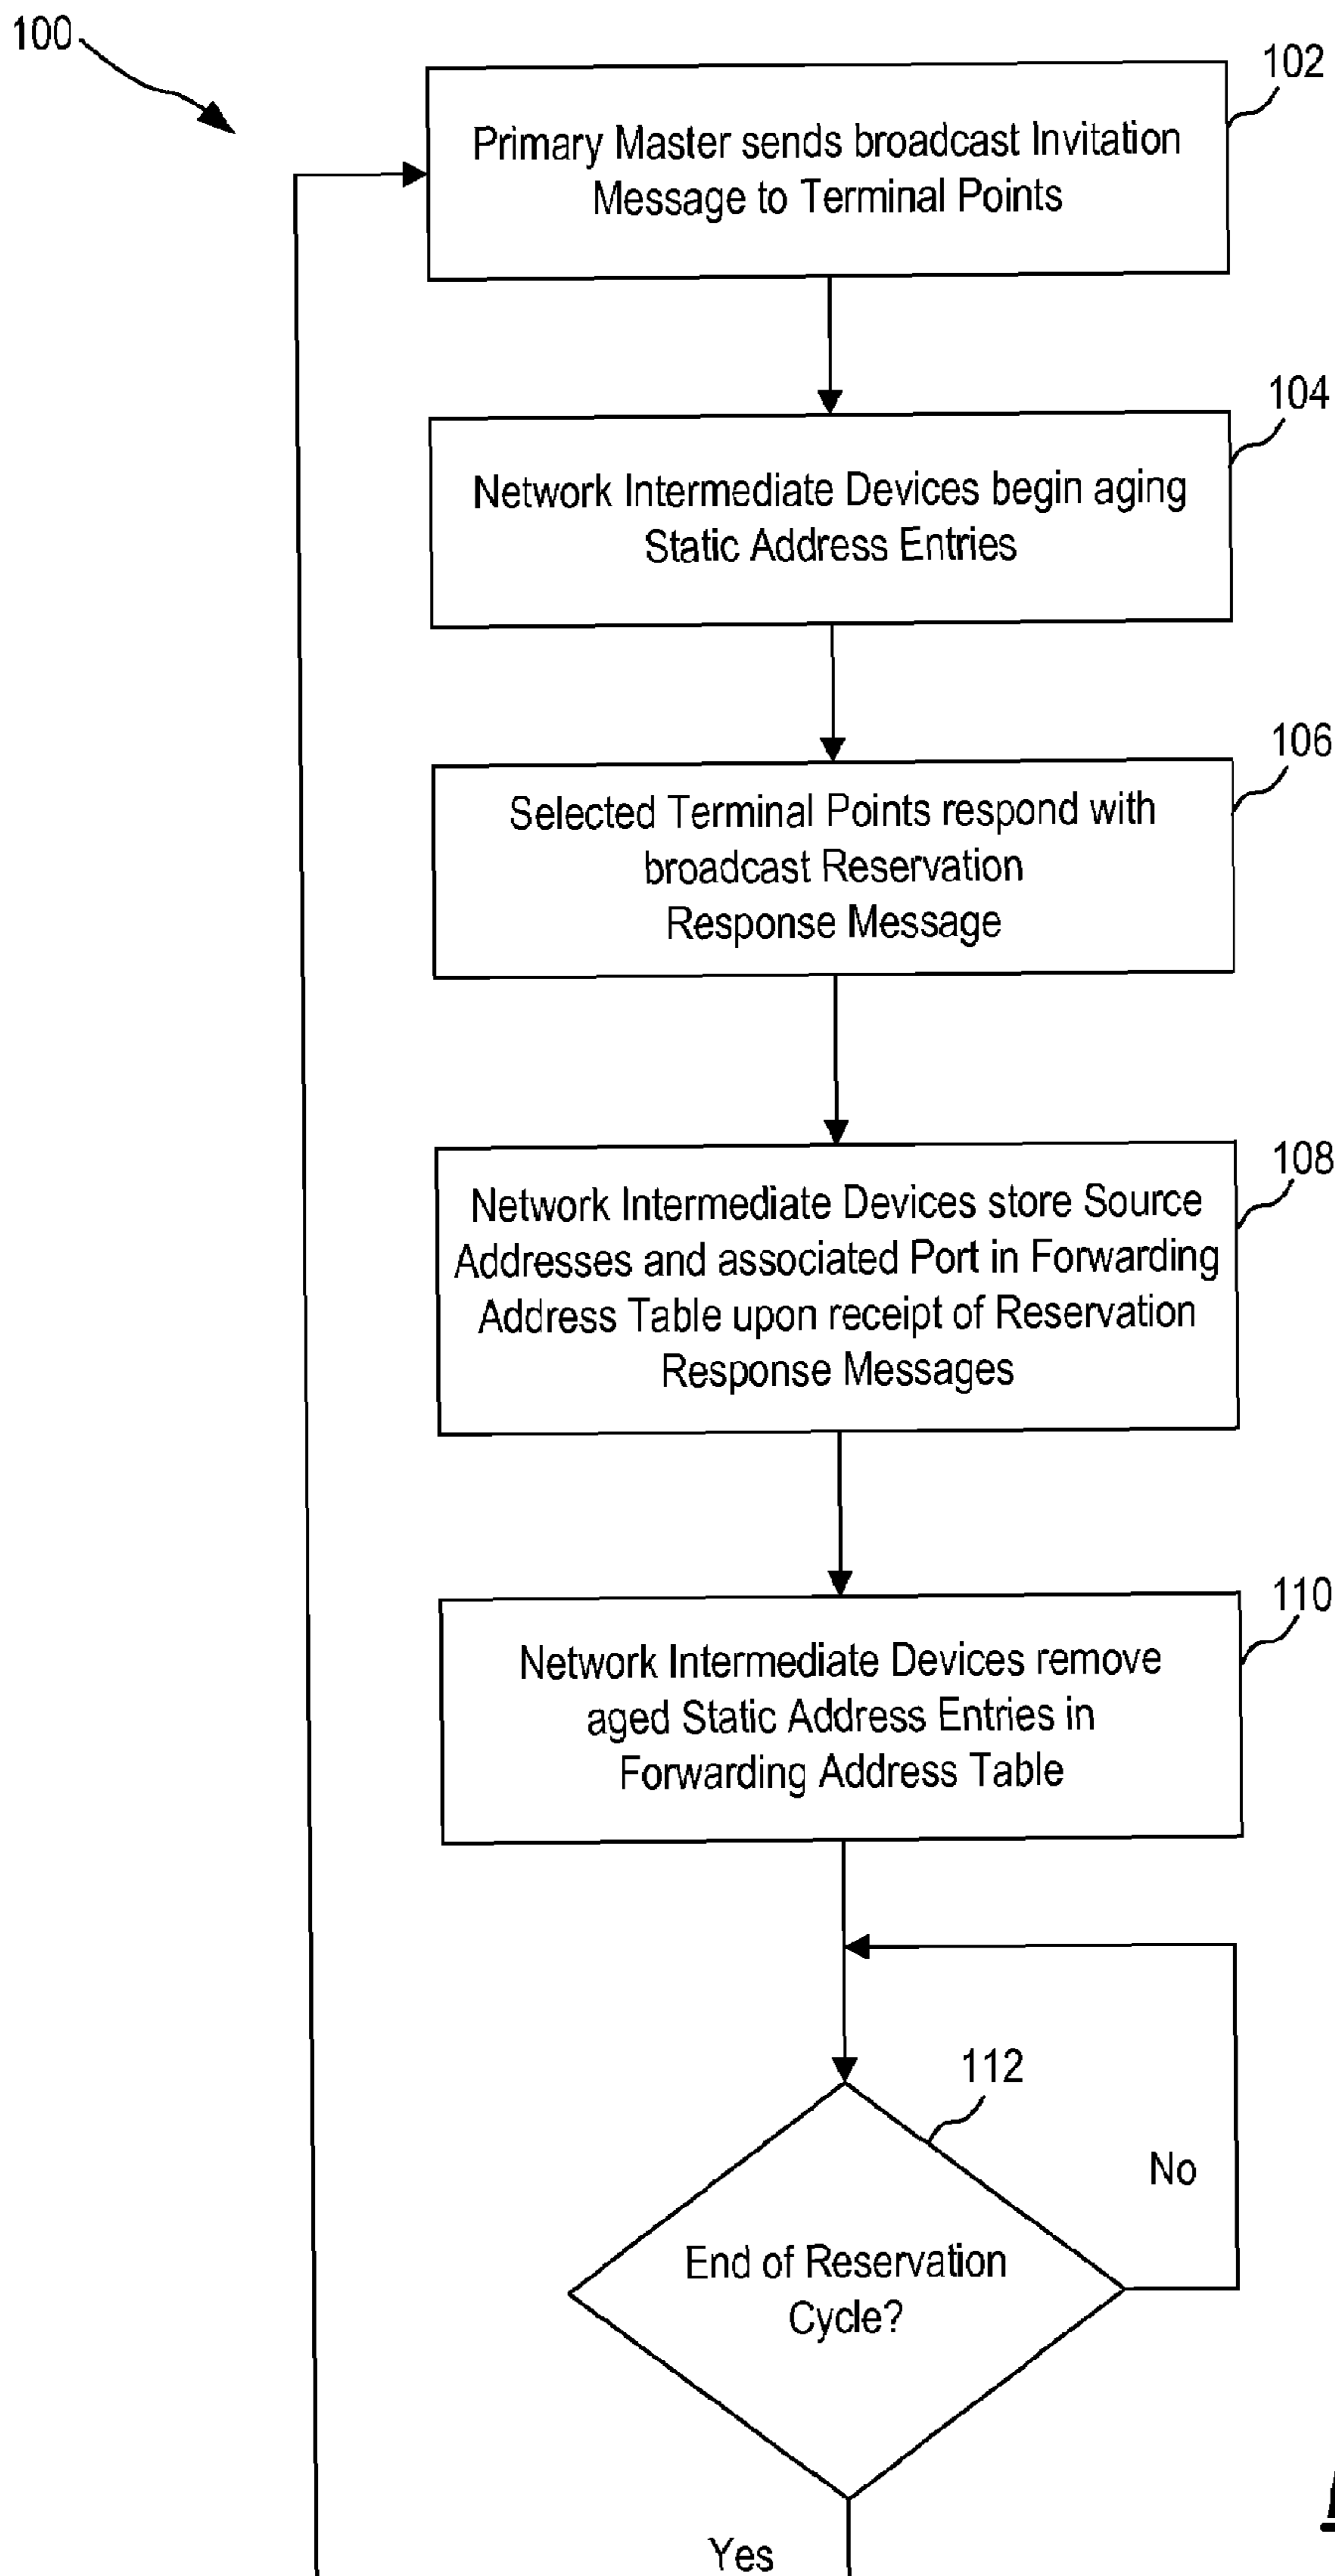 100
102
Primary Master sends broadcast Invitation
Message to Terminal Points
104
Network Intermediate Devices begin aging
Static Address Entries
106
Selected Terminal Points respond with
broadcast Reservation
Response Message
108
Network Intermediate Devices store Source
Addresses and associated Port in Forwarding
Address Table upon receipt of Reservation
Response Messages
110
Network Intermediate Devices remove
aged Static Address Entries in
Forwarding Address Table
112
No
End of Reservation
Cycle?
Yes